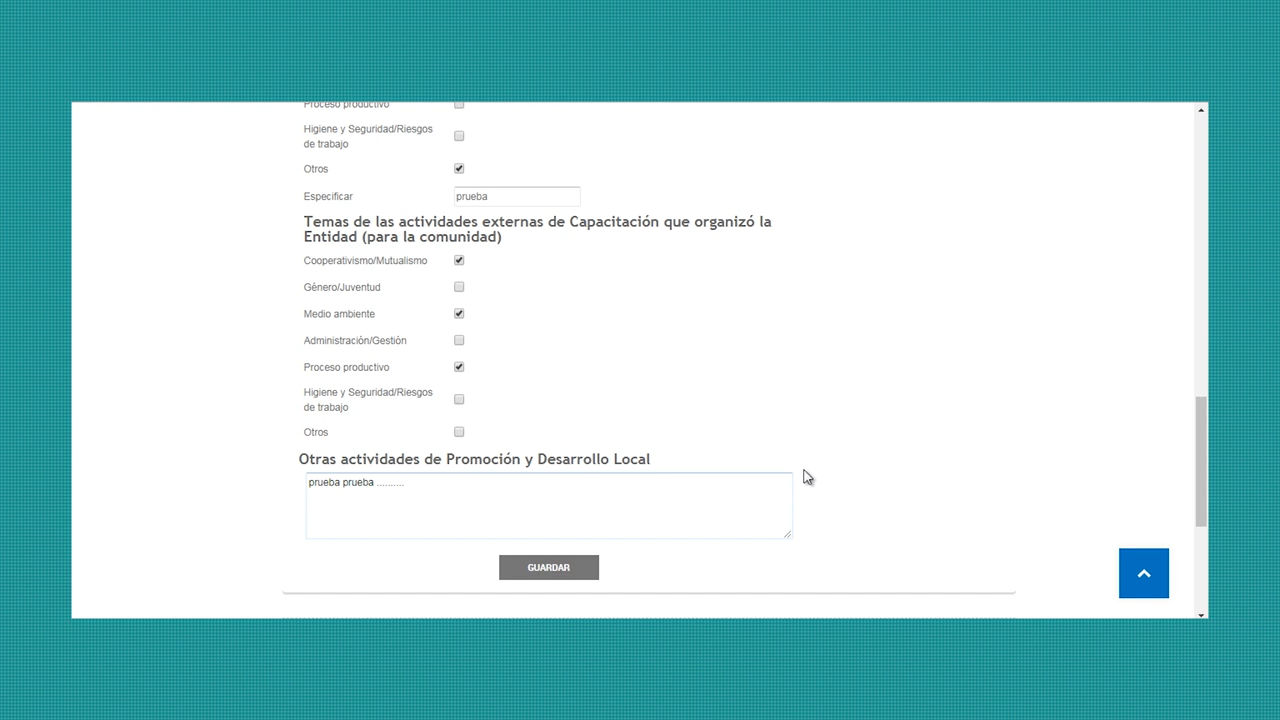 Proceso productivo
Higiene y Seguridad/Riesgos
de trabajo
Otros
Especificar prueba
Temas de las actividades externas de Capacitación que organizó la
Entidad (para la comunidad)
Cooperativismo/Mutualismo
Género/Juventud
Medio ambiente
Administración/Gestión
Proceso productivo
Higiene y Seguridad/Riesgos
de trabajo
Otros
Otras actividades de Promoción y Desarrollo Local
prueba prueba ..........
GUARDAR